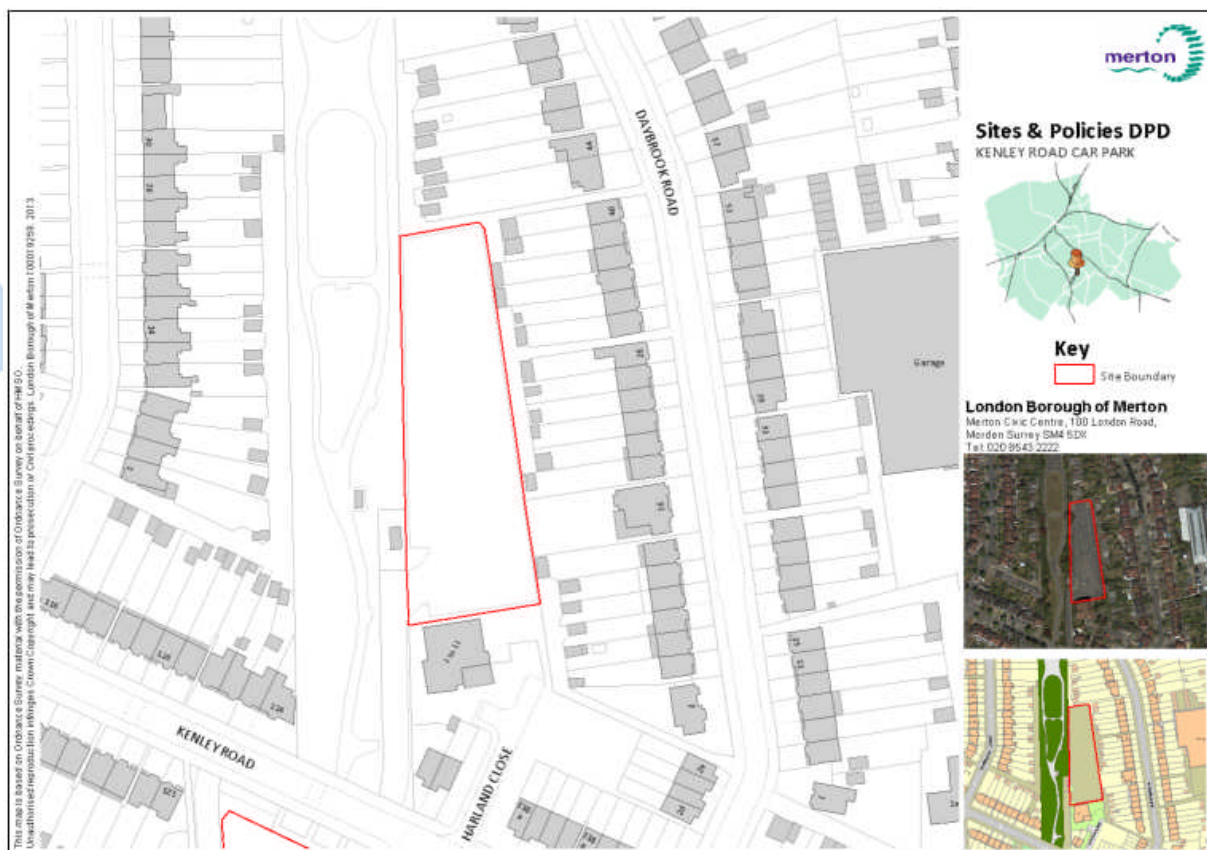 merton
Sites & Policies DPD
KENLEY ROAD CAR PARK
Key
Site Boundary
London Borough of Merton
Merton Civic Centre, 100 London Road,
Morden Surrey SM4 5DX
Tel: 020 8543 2222
DAYBROOK ROAD
Garage
KENLEY ROAD
HARLAND CLOSE
1 to 11
This map is based on Ordnance Survey material with the permission of Ordnance Survey on behalf of HMSO.
Unauthorised reproduction infringes Crown Copyright and may lead to prosecution or Civil proceedings. London Borough of Merton 100019259. 2013.